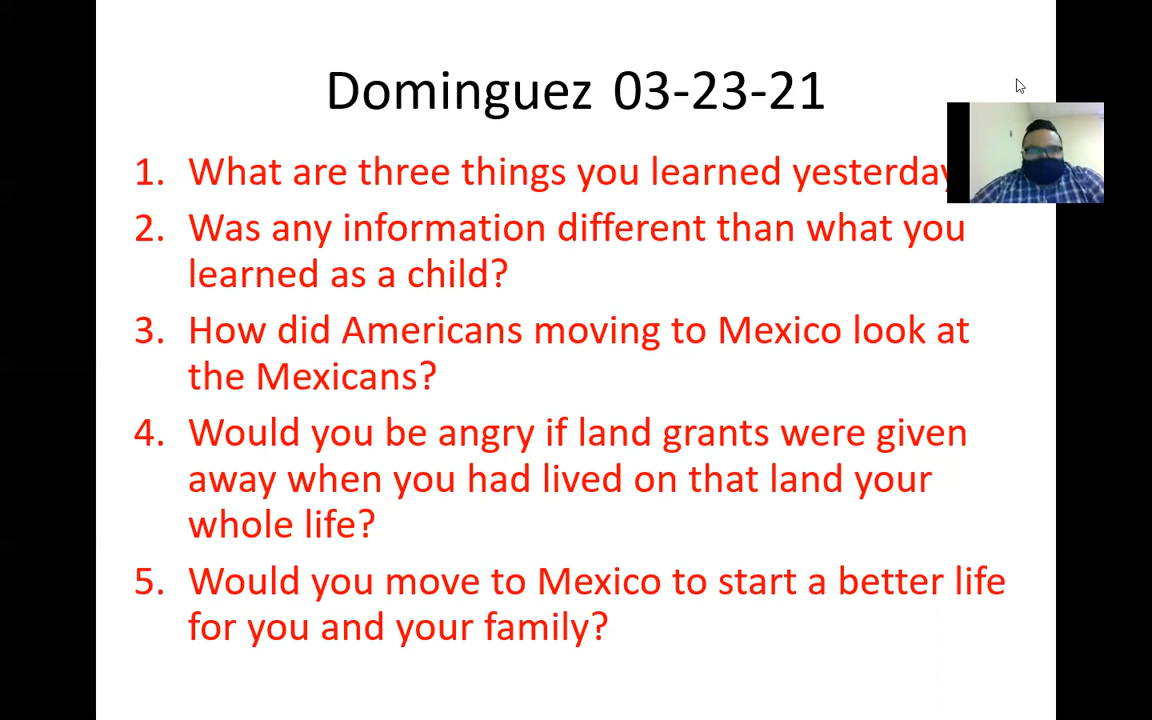 Dominguez 03-23-21
1. What are three things you learned yesterday
2. Was any information different than what you
learned as a child?
3. How did Americans moving to Mexico look at
the Mexicans?
4. Would you be angry if land grants were given
away when you had lived on that land your
whole life?
5. Would you move to Mexico to start a better life
for you and your family?